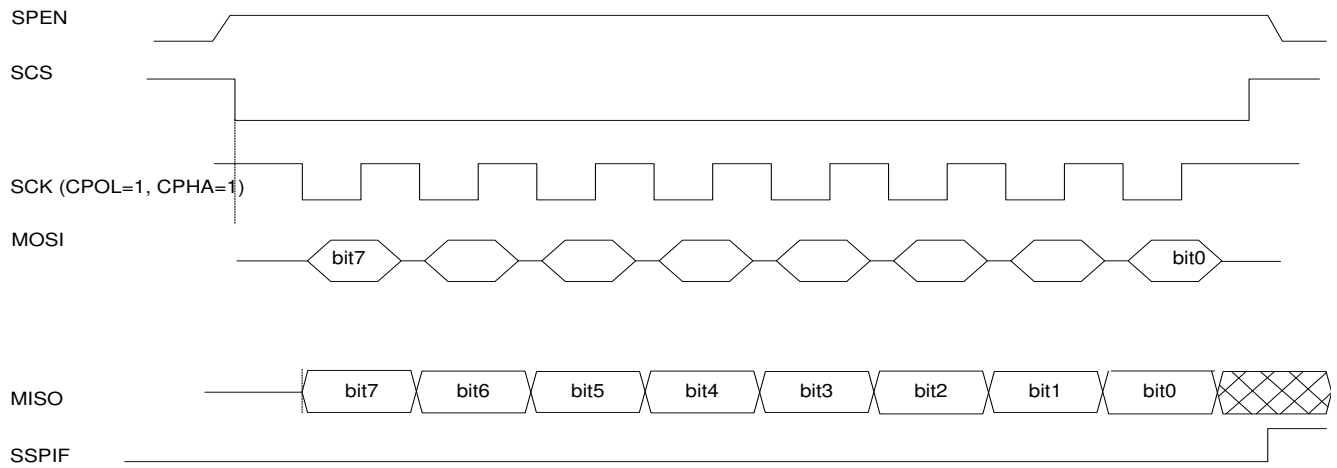 SPEN
SCS
SCK (CPOL=1, CPHA=1)
MOSI
bit7 bit0
MISO
bit7 bit6 bit5 bit4 bit3 bit2 bit1 bit0
SSPIF